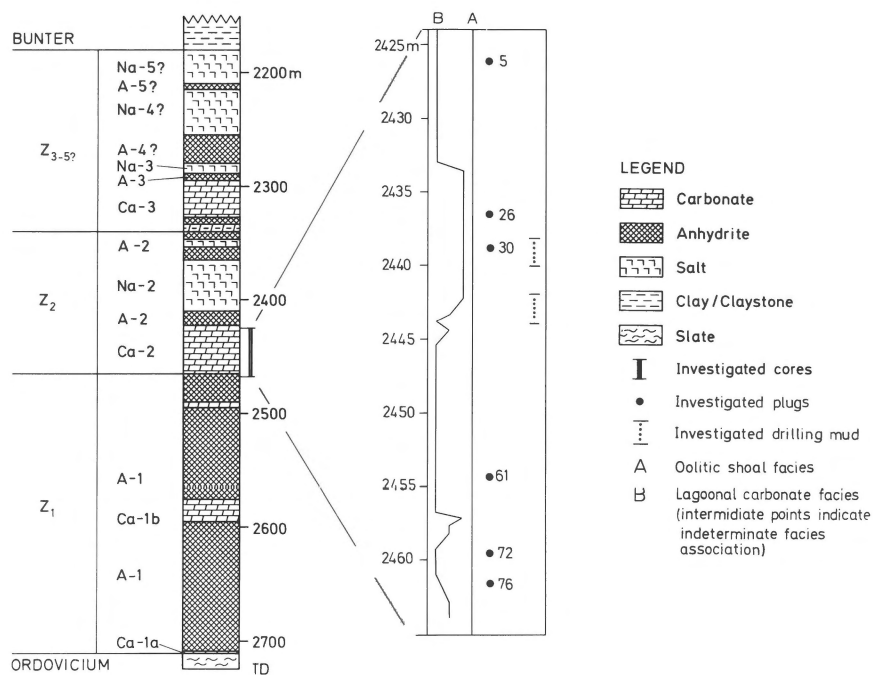 BUNTER
Z3-5?
Z2
Z1
ORDOVICIUM
Na-5?
A-5?
Na-4?
A-4?
Na-3
A-3
Ca-3
A-2
Na-2
A-2
Ca-2
A-1
Ca-1b
A-1
Ca-1a
2200m
2300
2400
2500
2600
2700
TD
B A
2425m
2430
2435
2440
2445
2450
2455
2460
5
26
30
61
72
76
LEGEND
Carbonate
Anhydrite
Salt
Clay/Claystone
Slate
Investigated cores
Investigated plugs
Investigated drilling mud
A Oolitic shoal facies
B Lagoonal carbonate facies
(intermidiate points indicate
indeterminate facies
association)